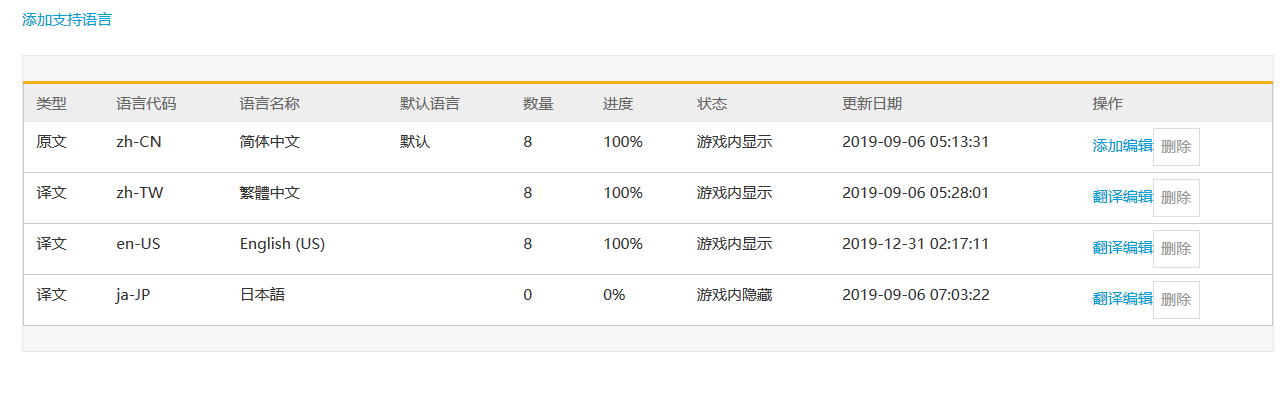 添加支持语言
类型 语言代码 语言名称 默认语言 数量 进度 状态 更新日期 操作
原文 zh-CN 简体中文 默认 8 100% 游戏内显示 2019-09-06 05:13:31 添加编辑 删除
译文 zh-TW 繁體中文 8 100% 游戏内显示 2019-09-06 05:28:01 翻译编辑 删除
译文 en-US English (US) 8 100% 游戏内显示 2019-12-31 02:17:11 翻译编辑 删除
译文 ja-JP 日本語 0 0% 游戏内隐藏 2019-09-06 07:03:22 翻译编辑 删除